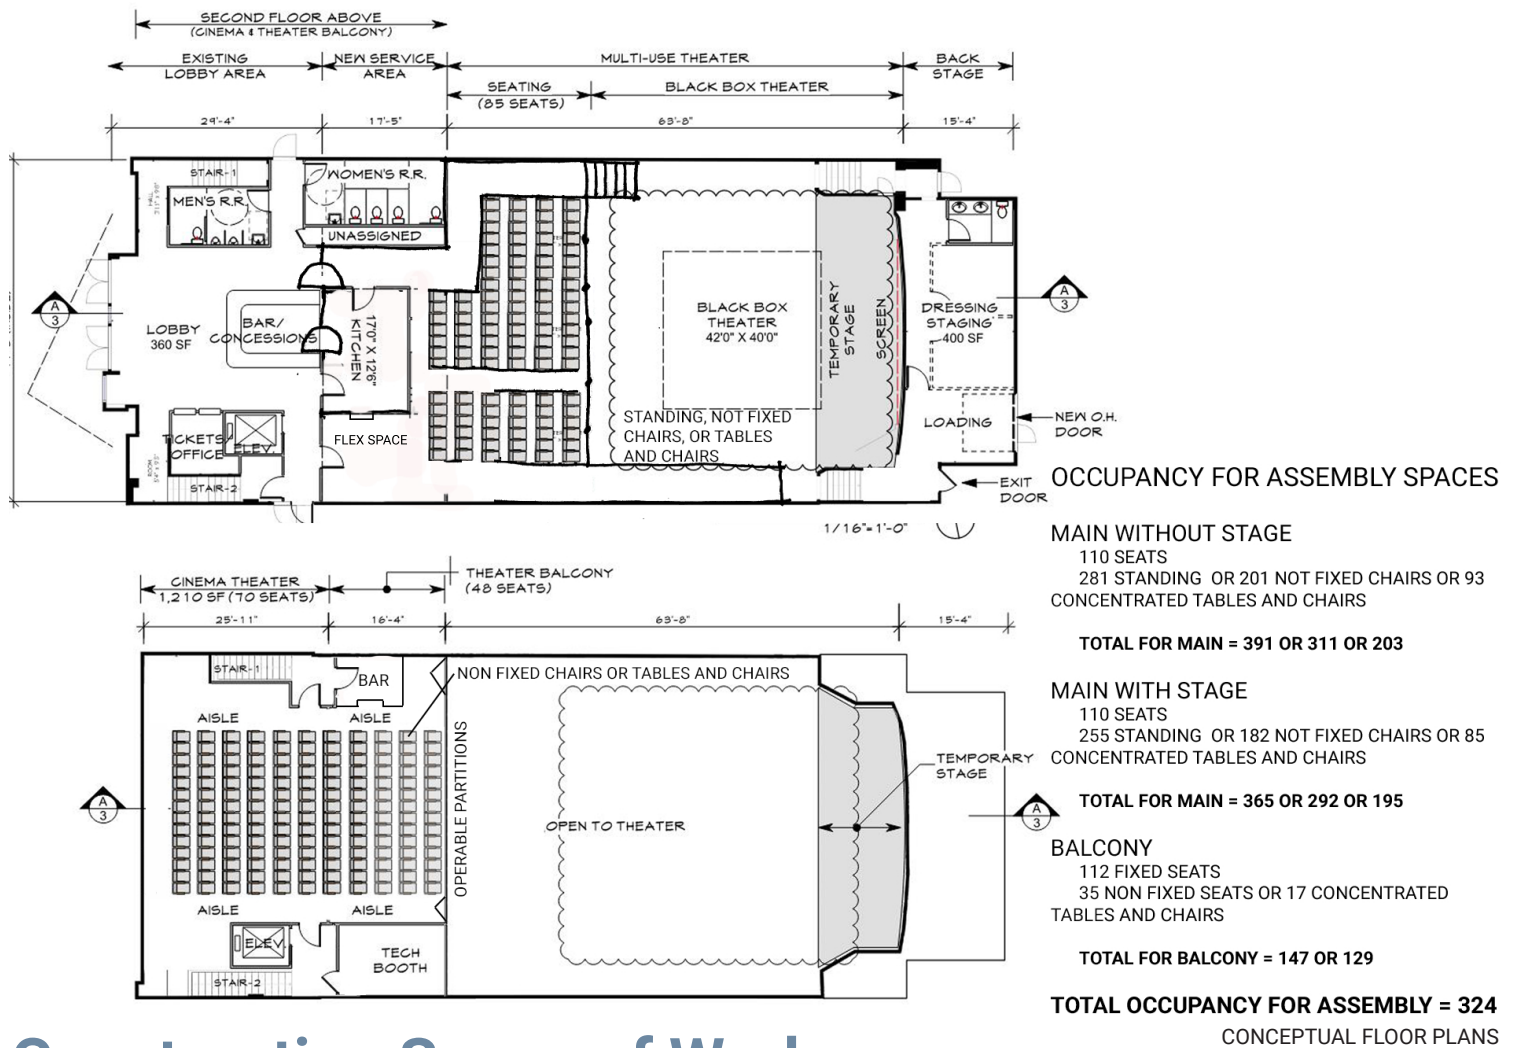 SECOND FLOOR ABOVE
(CINEMA & THEATER BALCONY)
EXISTING
LOBBY AREA
NEW SERVICE
AREA
MULTI-USE THEATER
BACK
STAGE
SEATING
(85 SEATS)
BLACK BOX THEATER
29'-4"
17'-5"
63'-8"
15'-4"
STAIR-1
MEN'S R.R.
WOMEN'S R.R.
UNASSIGNED
A
3
LOBBY
360 SF
BAR/
CONCESSIONS
KITCHEN
17'0" X 12'6"
BLACK BOX
THEATER
42'0" X 40'0"
TEMPORARY
STAGE
SCREEN
DRESSING
STAGING
400 SF
A
3
STANDING, NOT FIXED
CHAIRS, OR TABLES
AND CHAIRS
TICKETS/
OFFICE
ELEV.
FLEX SPACE
LOADING
NEW O.H.
DOOR
STAIR-2
EXIT
DOOR
1/16"=1'-0"
OCCUPANCY FOR ASSEMBLY SPACES
MAIN WITHOUT STAGE
110 SEATS
281 STANDING OR 201 NOT FIXED CHAIRS OR 93
CONCENTRATED TABLES AND CHAIRS
TOTAL FOR MAIN = 391 OR 311 OR 203
MAIN WITH STAGE
110 SEATS
255 STANDING OR 182 NOT FIXED CHAIRS OR 85
CONCENTRATED TABLES AND CHAIRS
TOTAL FOR MAIN = 365 OR 292 OR 195
BALCONY
112 FIXED SEATS
35 NON FIXED SEATS OR 17 CONCENTRATED
TABLES AND CHAIRS
TOTAL FOR BALCONY = 147 OR 129
TOTAL OCCUPANCY FOR ASSEMBLY = 324
CONCEPTUAL FLOOR PLANS
CINEMA THEATER
1,210 SF (70 SEATS)
THEATER BALCONY
(48 SEATS)
25'-11"
16'-4"
63'-8"
15'-4"
STAIR-1
BAR
NON FIXED CHAIRS OR TABLES AND CHAIRS
AISLE
AISLE
OPERABLE PARTITIONS
TEMPORARY
STAGE
A
3
OPEN TO THEATER
A
3
AISLE
AISLE
ELEV.
TECH
BOOTH
STAIR-2